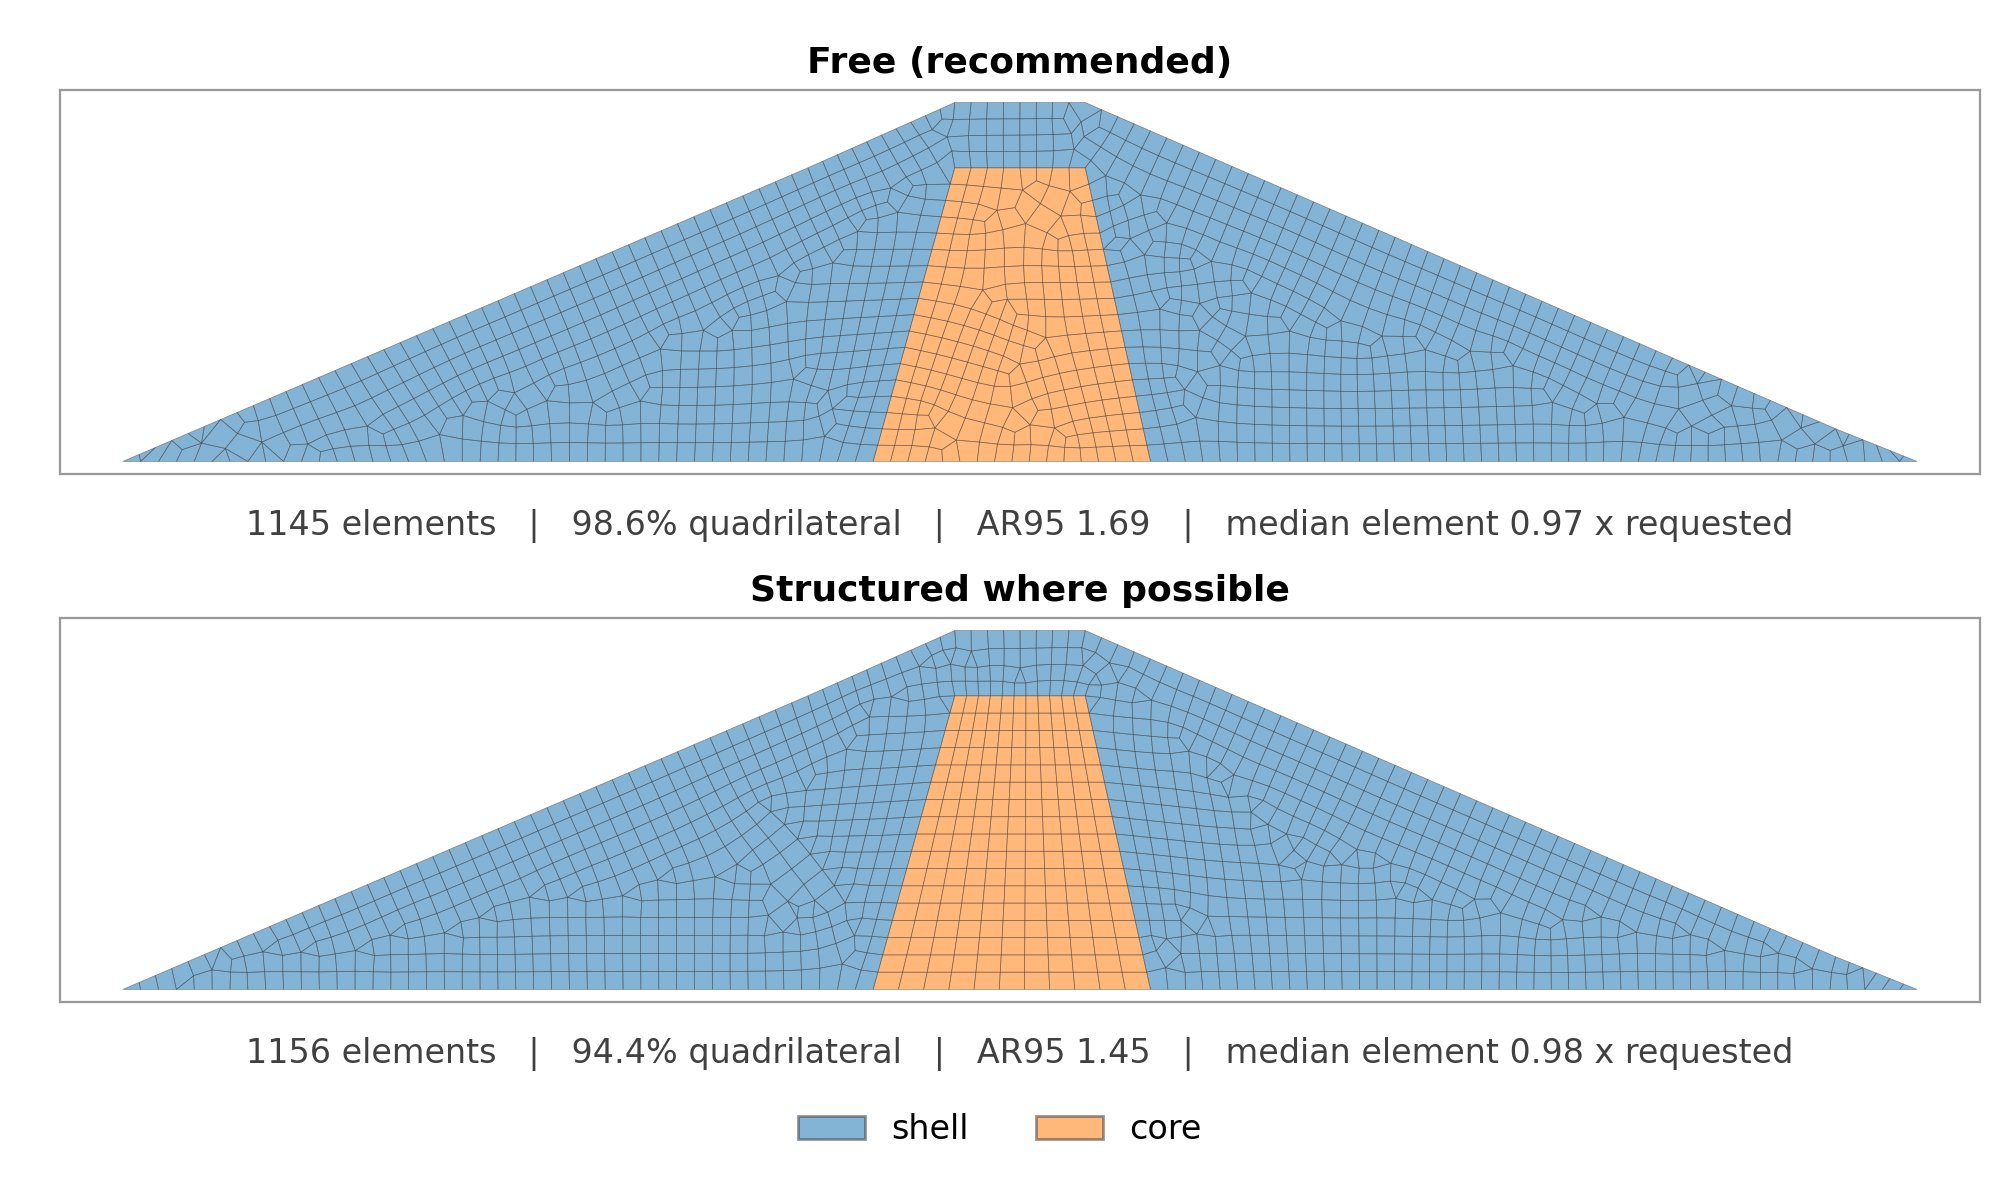 Free (recommended)
1145 elements | 98.6% quadrilateral | AR95 1.69 | median element 0.97 x requested
Structured where possible
1156 elements | 94.4% quadrilateral | AR95 1.45 | median element 0.98 x requested
shell core